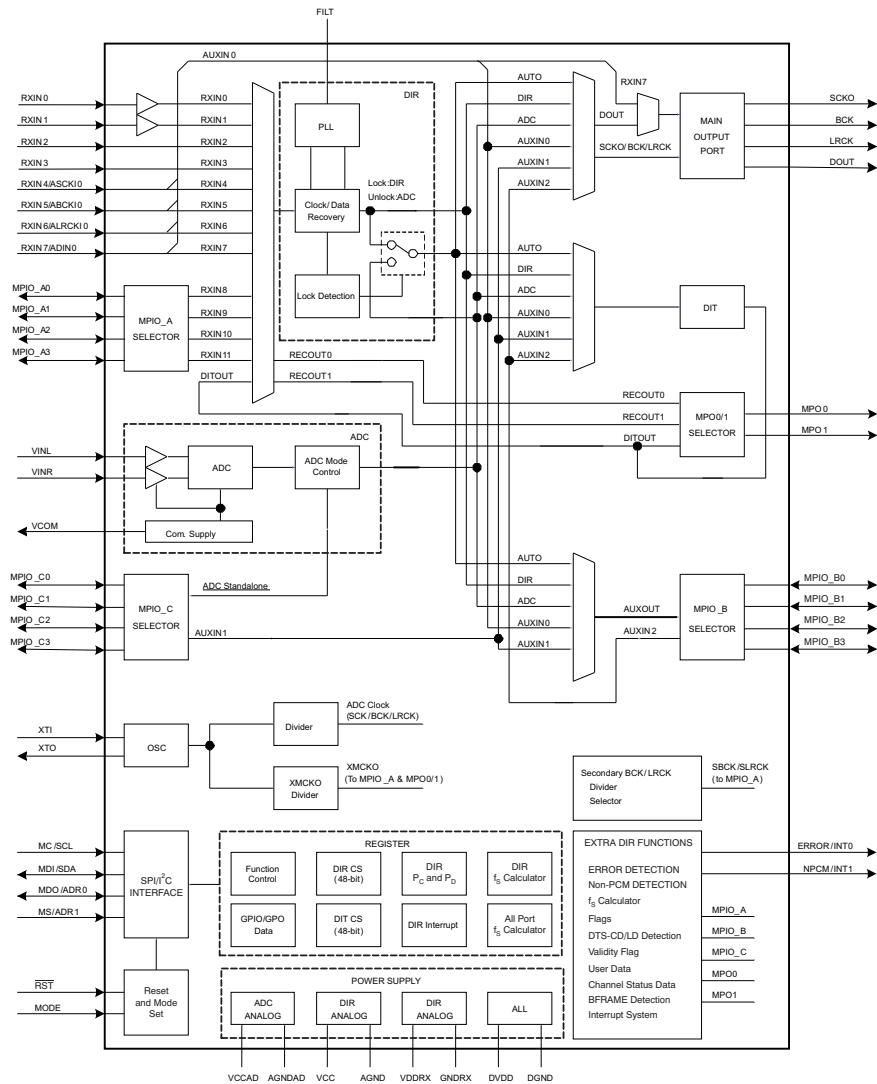 FILT
AUXIN 0
RXIN7
DIR
PLL
Clock/Data
Recovery
Lock Detection
Lock:DIR
Unlock:ADC
RXIN 0
RXIN 1
RXIN 2
RXIN 3
RXIN 4/ASCKI0
RXIN 5/ABCKI0
RXIN 6/ALRCKI 0
RXIN 7/ADIN0
RXIN0
RXIN1
RXIN2
RXIN3
RXIN4
RXIN5
RXIN6
RXIN7
MPIO_A0
MPIO_A1
MPIO_A2
MPIO_A3
MPIO_A
SELECTOR
RXIN8
RXIN9
RXIN10
RXIN11
DITOUT
RECOUT0
RECOUT1
AUTO
DIR
ADC
AUXIN0
AUXIN1
AUXIN2
DOUT
SCKO/BCK/LRCK
MAIN
OUTPUT
PORT
SCKO
BCK
LRCK
DOUT
AUTO
DIR
ADC
AUXIN0
AUXIN1
AUXIN2
DIT
RECOUT0
RECOUT1
DITOUT
MPO0/1
SELECTOR
MPO 0
MPO 1
ADC
VINL
VINR
VCOM
ADC
ADC Mode
Control
Com. Supply
MPIO_C0
MPIO_C1
MPIO_C2
MPIO_C3
MPIO_C
SELECTOR
ADC Standalone
AUXIN1
AUTO
DIR
ADC
AUXIN0
AUXIN1
AUXOUT
AUXIN2
MPIO_B
SELECTOR
MPIO_B0
MPIO_B1
MPIO_B2
MPIO_B3
XTI
XTO
OSC
Divider
ADC Clock
(SCK/BCK/LRCK)
XMCKO
Divider
XMCKO
(To MPIO_A & MPO0/1)
Secondary BCK/LRCK
Divider
Selector
SBCK/SLRCK
(to MPIO_A)
MC/SCL
MDI/SDA
MDO/ADR0
MS/ADR1
SPI/I2C
INTERFACE
RST
MODE
Reset
and Mode
Set
REGISTER
Function
Control
DIR CS
(48-bit)
DIR
PC and PD
DIR
fS Calculator
GPIO/GPO
Data
DIT CS
(48-bit)
DIR Interrupt
All Port
fS Calculator
POWER SUPPLY
ADC
ANALOG
DIR
ANALOG
DIR
ANALOG
ALL
VCCAD
AGNDAD
VCC
AGND
VDDRX
GNDRX
DVDD
DGND
EXTRA DIR FUNCTIONS
ERROR DETECTION
Non-PCM DETECTION
fS Calculator
Flags
DTS-CD/LD Detection
Validity Flag
User Data
Channel Status Data
BFRAME Detection
Interrupt System
ERROR/INT0
NPCM/INT1
MPIO_A
MPIO_B
MPIO_C
MPO0
MPO1